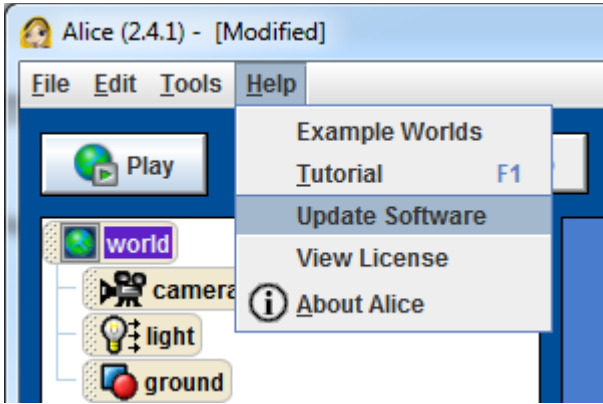 Alice (2.4.1) - [Modified]
File Edit Tools Help
Example Worlds
Play
Tutorial F1
Update Software
world
View License
camera
About Alice
light
ground